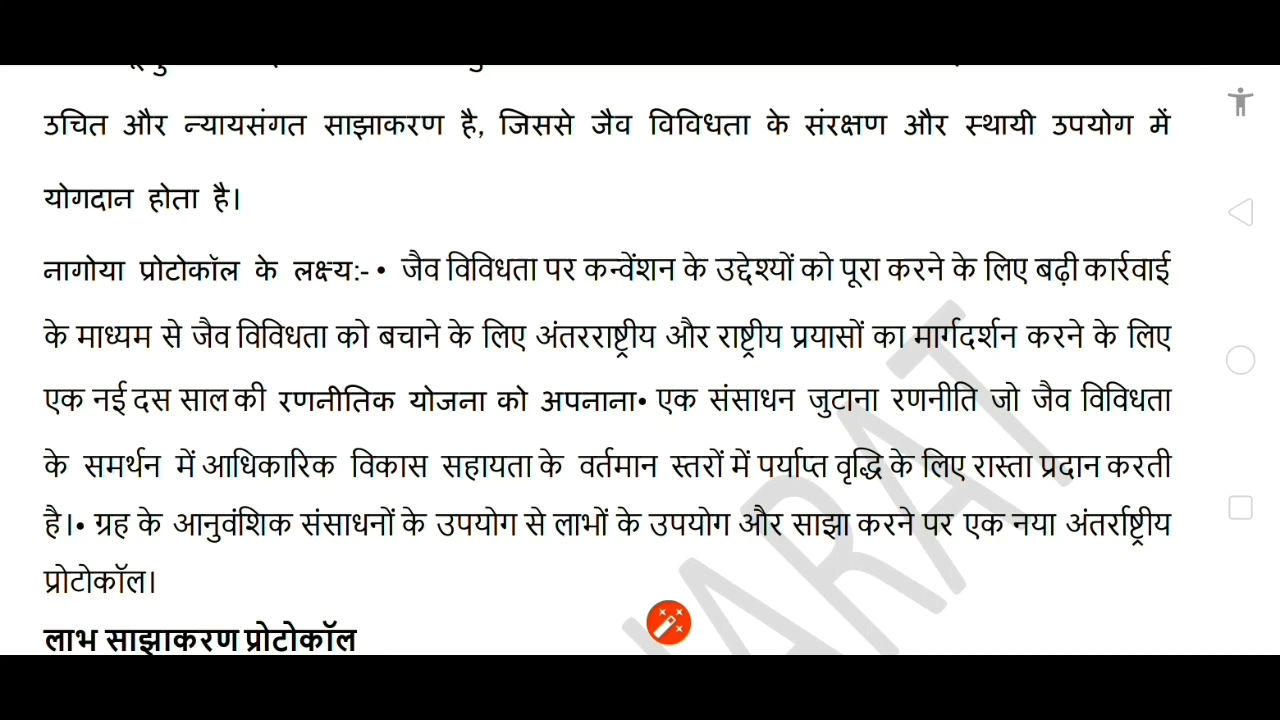 उचित और न्यायसंगत साझाकरण है, जिससे जैव विविधता के संरक्षण और स्थायी उपयोग में
योगदान होता है।
नागोया प्रोटोकॉल के लक्ष्य:- • जैव विविधता पर कन्वेंशन के उद्देश्यों को पूरा करने के लिए बढ़ी कार्रवाई
के माध्यम से जैव विविधता को बचाने के लिए अंतरराष्ट्रीय और राष्ट्रीय प्रयासों का मार्गदर्शन करने के लिए
एक नई दस साल की रणनीतिक योजना को अपनाना• एक संसाधन जुटाना रणनीति जो जैव विविधता
के समर्थन में आधिकारिक विकास सहायता के वर्तमान स्तरों में पर्याप्त वृद्धि के लिए रास्ता प्रदान करती
है।• ग्रह के आनुवंशिक संसाधनों के उपयोग से लाभों के उपयोग और साझा करने पर एक नया अंतर्राष्ट्रीय
प्रोटोकॉल।
लाभ साझाकरण प्रोटोकॉल